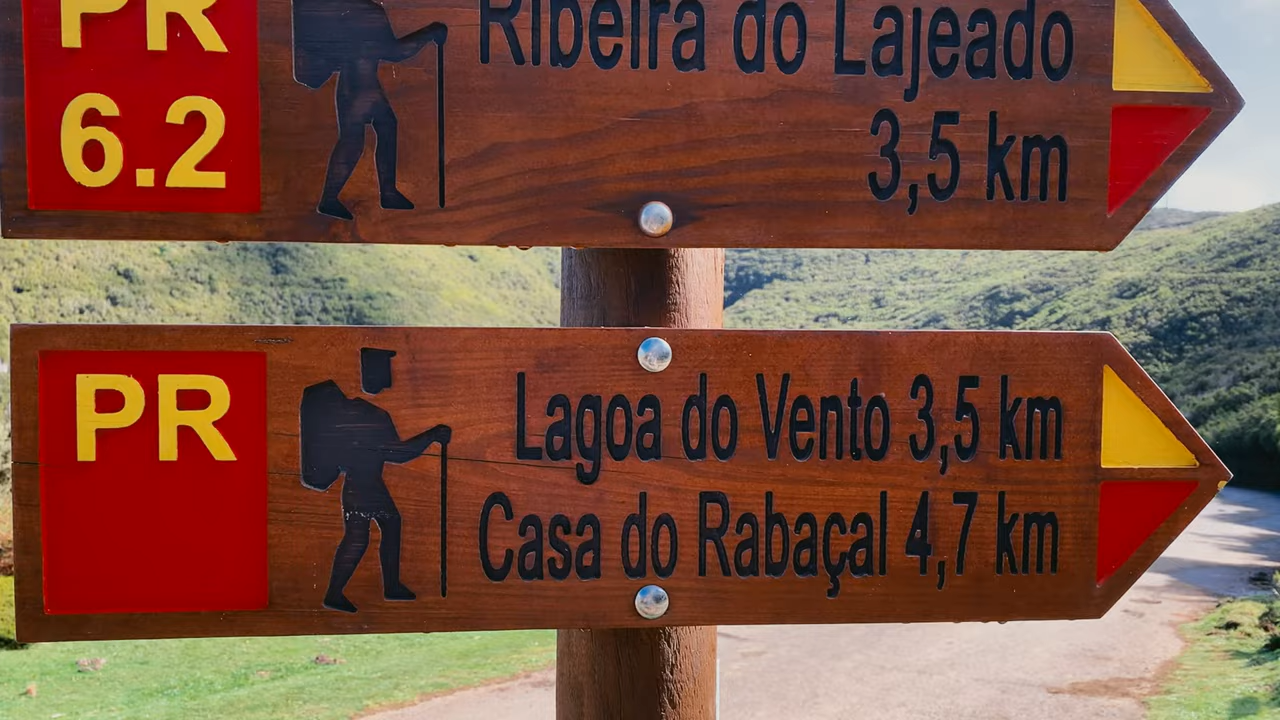 PR
6.2
Ribeira do Lajeado
3,5 km
PR
Lagoa do Vento 3,5 km
Casa do Rabaçal 4,7 km